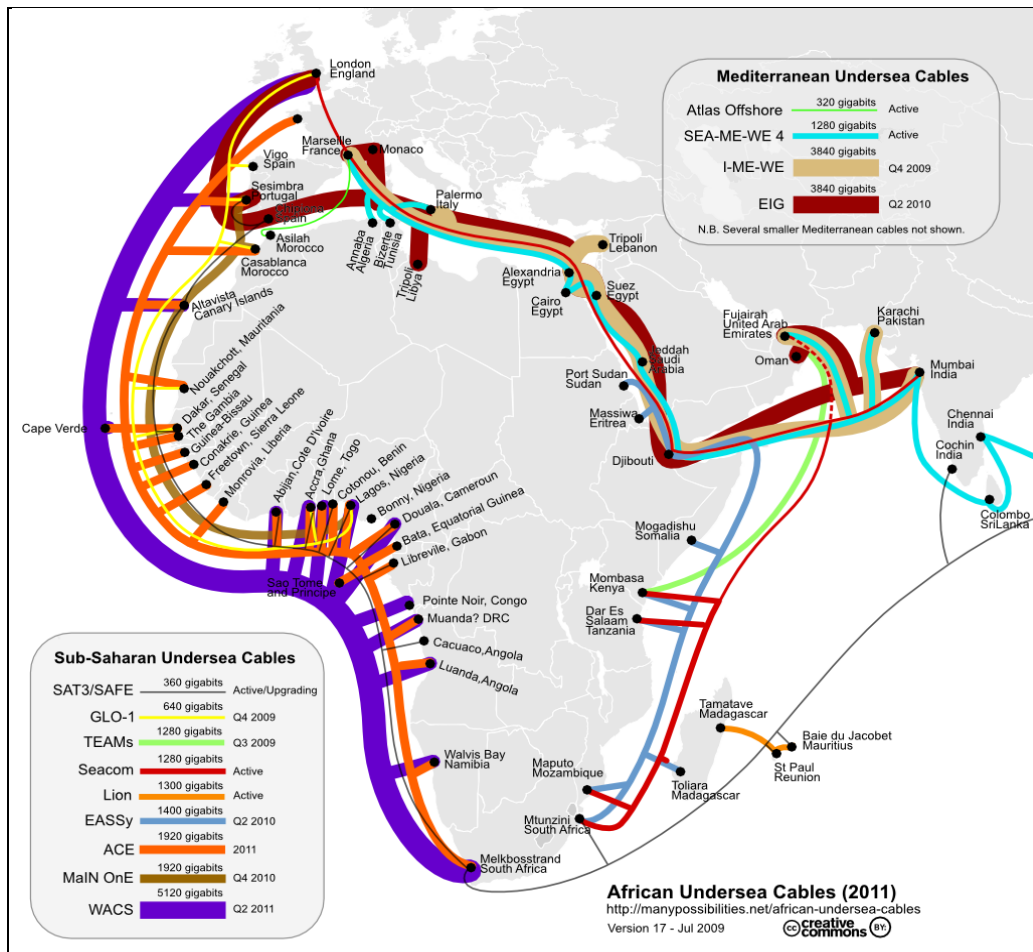 London
England
Marseille
France
Monaco
Vigo
Spain
Sesimbra
Portugal
Spain
Asilah
Morocco
Casablanca
Morocco
Annaba
Algeria
Bizerte
Tunisia
Palermo
Italy
Tripoli
Libya
Tripoli
Lebanon
Alexandria
Egypt
Cairo
Egypt
Suez
Egypt
Jeddah
Saudi
Arabia
Port Sudan
Sudan
Massiwa
Eritrea
Djibouti
Fujairah
United Arab
Emirates
Oman
Karachi
Pakistan
Mumbai
India
Chennai
India
Cochin
India
Colombo
SriLanka
Altavista
Canary Islands
Nouakchott, Mauritania
Cape Verde
Dakar, Senegal
The Gambia
Guinea-Bissau
Conakrie, Guinea
Freetown, Sierra Leone
Monrovia, Liberia
Abijan,Cote D'ivoire
Accra,Ghana
Lome, Togo
Cotonou, Benin
Lagos, Nigeria
Bonny, Nigeria
Douala, Cameroun
Bata, Equatorial Guinea
Libreville, Gabon
Sao Tome
and Principe
Pointe Noir, Congo
Muanda? DRC
Cacuaco,Angola
Luanda,Angola
Walvis Bay
Namibia
Melkbosstrand
South Africa
Mogadishu
Somalia
Mombasa
Kenya
Dar Es
Salaam
Tanzania
Maputo
Mozambique
Mtunzini
South Africa
Toliara
Madagascar
Tamatave
Madagascar
Baie du Jacobet
Mauritius
St Paul
Reunion
Mediterranean Undersea Cables
Atlas Offshore 320 gigabits Active
SEA-ME-WE 4 1280 gigabits Active
I-ME-WE 3840 gigabits Q4 2009
EIG 3840 gigabits Q2 2010
N.B. Several smaller Mediterranean cables not shown.
Sub-Saharan Undersea Cables
SAT3/SAFE 360 gigabits Active/Upgrading
GLO-1 640 gigabits Q4 2009
TEAMs 1280 gigabits Q3 2009
Seacom 1280 gigabits Active
Lion 1300 gigabits Active
EASSy 1400 gigabits Q2 2010
ACE 1920 gigabits 2011
MaIN OnE 1920 gigabits Q4 2010
WACS 5120 gigabits Q2 2011
African Undersea Cables (2011)
http://manypossibilities.net/african-undersea-cables
Version 17 - Jul 2009
cc creative commons BY: